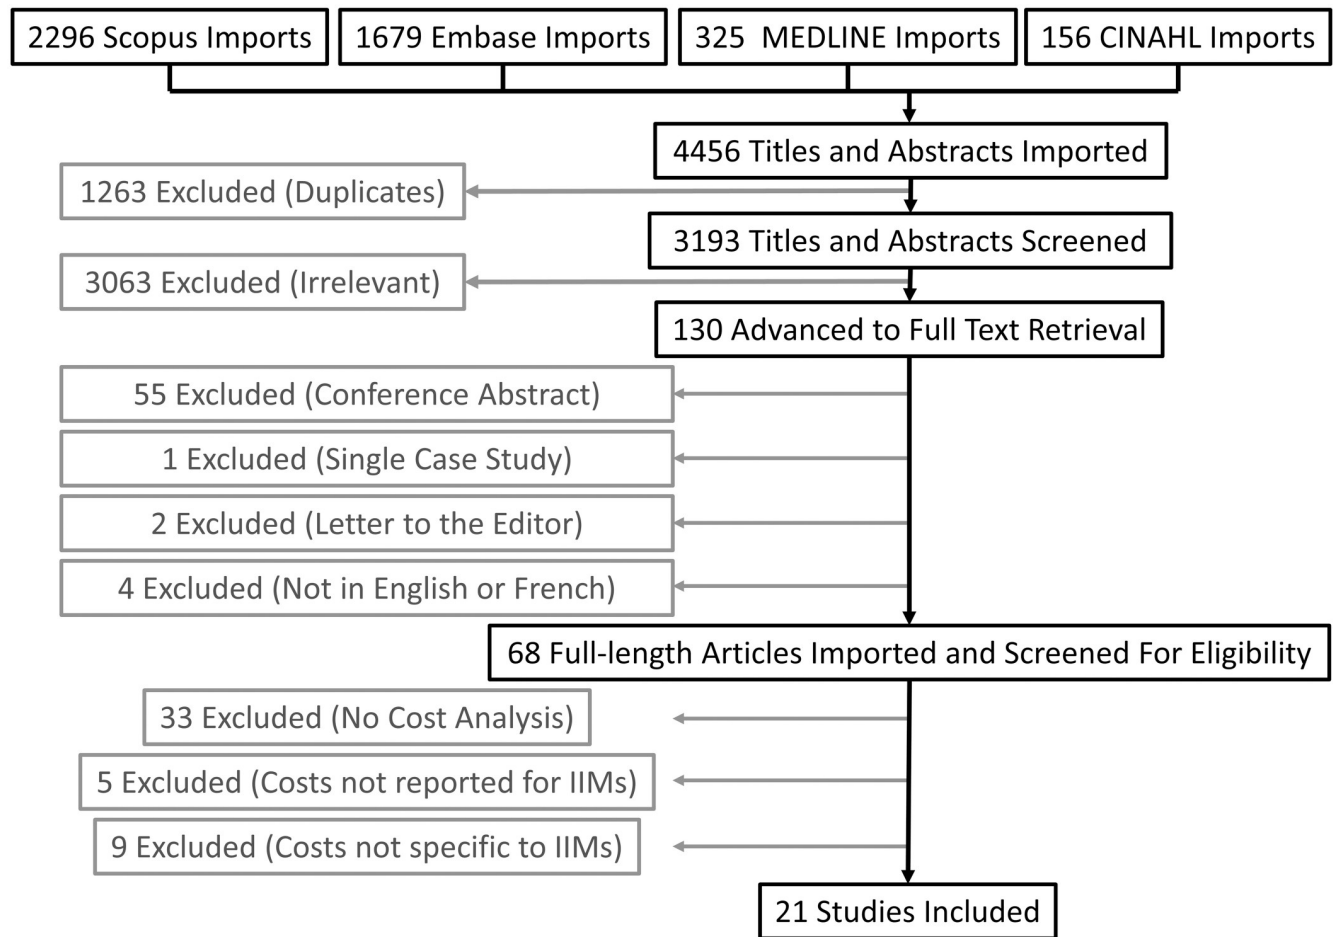 2296 Scopus Imports
1679 Embase Imports
325 MEDLINE Imports
156 CINAHL Imports
4456 Titles and Abstracts Imported
1263 Excluded (Duplicates)
3193 Titles and Abstracts Screened
3063 Excluded (Irrelevant)
130 Advanced to Full Text Retrieval
55 Excluded (Conference Abstract)
1 Excluded (Single Case Study)
2 Excluded (Letter to the Editor)
4 Excluded (Not in English or French)
68 Full-length Articles Imported and Screened For Eligibility
33 Excluded (No Cost Analysis)
5 Excluded (Costs not reported for IIMs)
9 Excluded (Costs not specific to IIMs)
21 Studies Included